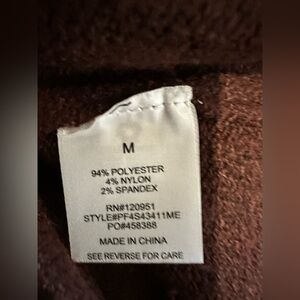 M
94% POLYESTER
4% NYLON
2% SPANDEX
RN#120951
STYLE#PF4S43411ME
PO#458388
MADE IN CHINA
SEE REVERSE FOR CARE